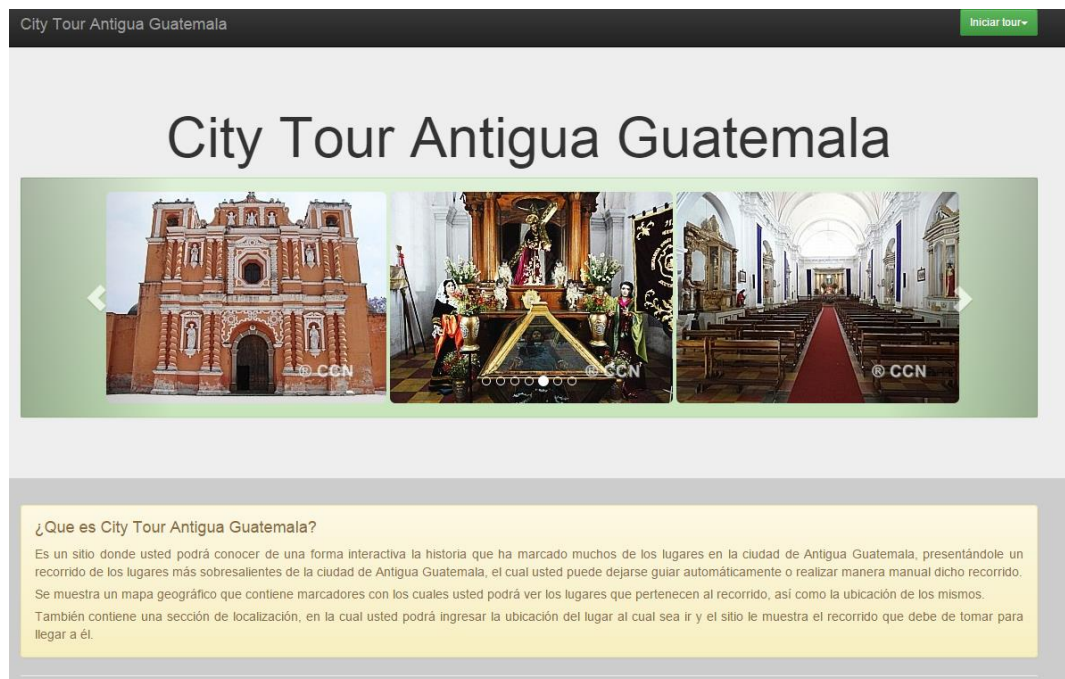 City Tour Antigua Guatemala
Iniciar tour
City Tour Antigua Guatemala
® CCN
® CCN
® CCN
¿Que es City Tour Antigua Guatemala?
Es un sitio donde usted podrá conocer de una forma interactiva la historia que ha marcado muchos de los lugares en la ciudad de Antigua Guatemala, presentándole un
recorrido de los lugares más sobresalientes de la ciudad de Antigua Guatemala, el cual usted puede dejarse guiar automáticamente o realizar manera manual dicho recorrido.
Se muestra un mapa geográfico que contiene marcadores con los cuales usted podrá ver los lugares que pertenecen al recorrido, así como la ubicación de los mismos.
También contiene una sección de localización, en la cual usted podrá ingresar la ubicación del lugar al cual sea ir y el sitio le muestra el recorrido que debe de tomar para
llegar a él.